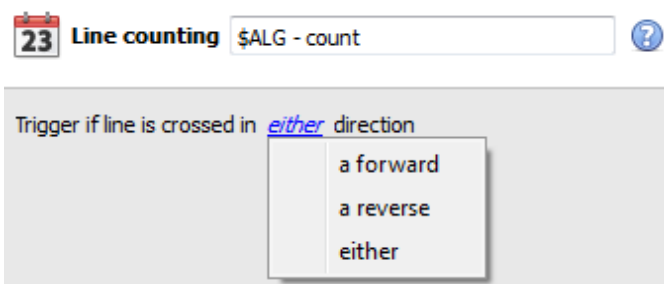 23 Line counting $ALG - count ?
Trigger if line is crossed in either direction
a forward
a reverse
either